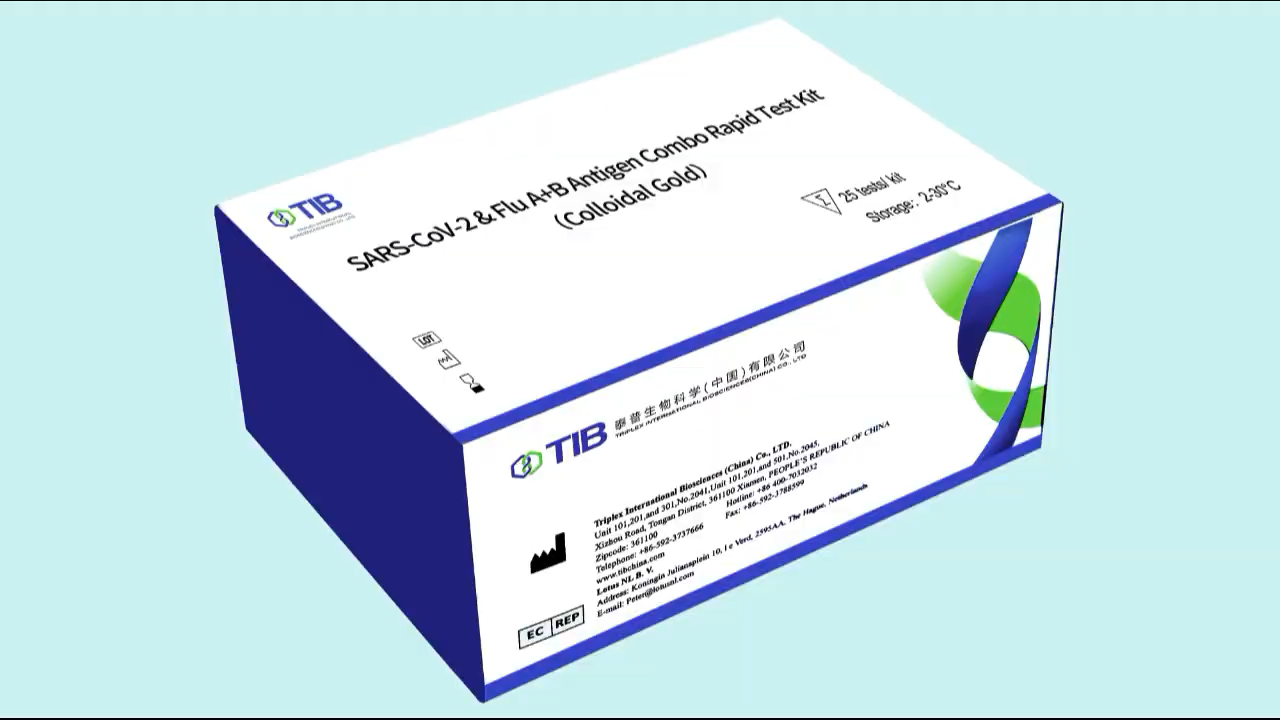 TIB
SARS-CoV-2 & Flu A+B Antigen Combo Rapid Test Kit
(Colloidal Gold)
25 tests/ kit
Storage: 2-30°C
LOT
TIB
泰普生物科学(中国)有限公司
TRIPLEX INTERNATIONAL BIOSCIENCES(CHINA) CO., LTD
Triplex International Biosciences (China) Co., LTD.
Unit 101,201,and 301,No.2041,Unit 101,201,and 501,No.2045,
Xizhou Road, Tongan District, 361100 Xiamen, PEOPLE'S REPUBLIC OF CHINA
Zipcode: 361100
Hotline: +86 400-7032032
Telephone: +86-592-3737666
Fax: +86-592-3788599
www.tibchina.com
Lotus NL B. V.
Address: Koningin Julianaplein 10, 1 e Verd, 2595AA, The Hague, Netherlands
E-mail: Peter@lotusnl.com
EC REP